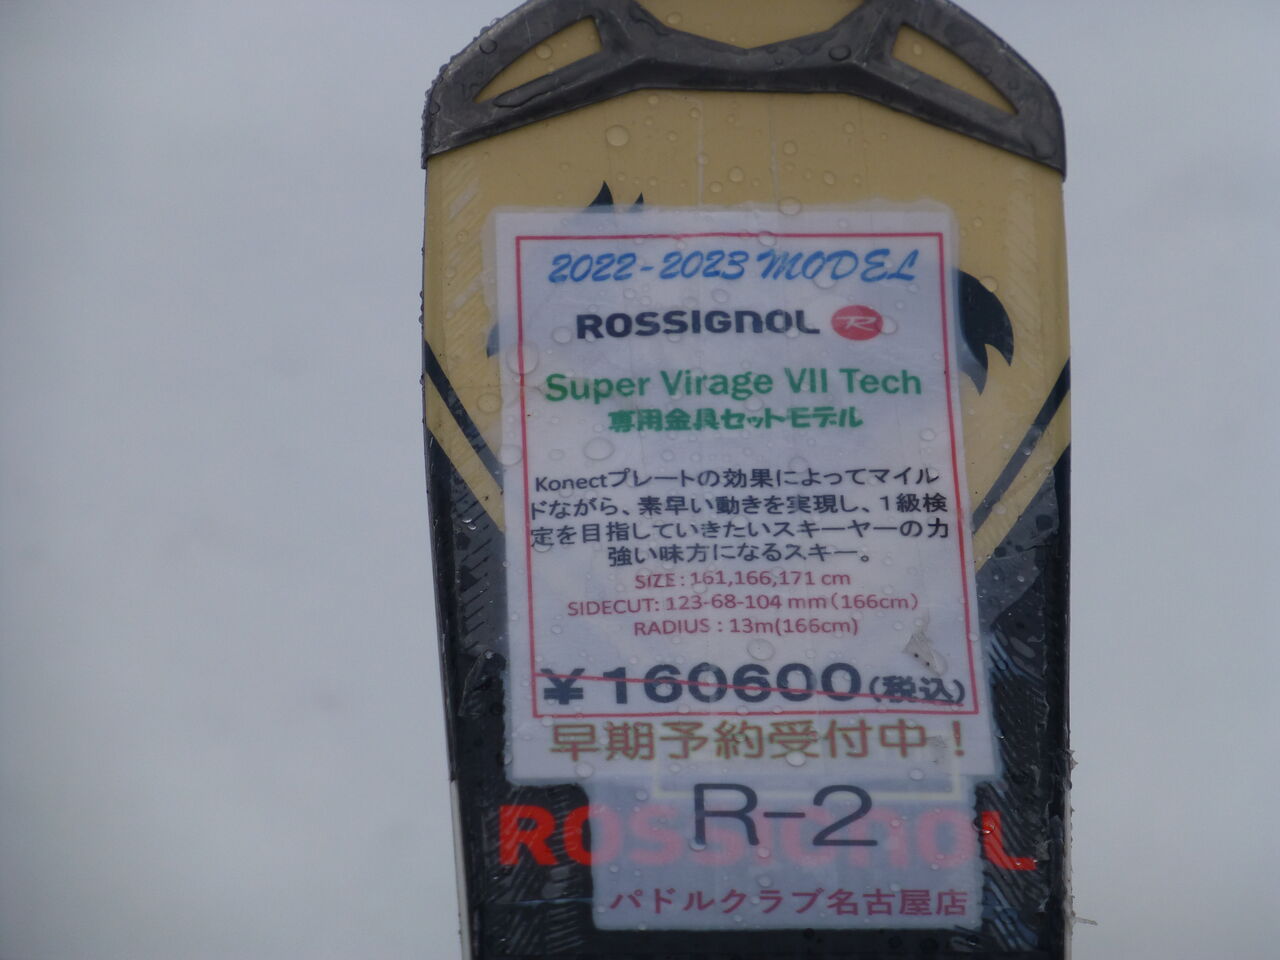 2022-2023 MODEL
ROSSIGNOL R
Super Virage VII Tech
専用金具セットモデル
Konectプレートの効果によってマイル
ドながら、素早い動きを実現し、1級検
定を目指していきたいスキーヤーの力
強い味方になるスキー。
SIZE : 161,166,171 cm
SIDECUT: 123-68-104 mm(166cm)
RADIUS : 13m(166cm)
¥160600(税込)
早期予約受付中!
R-2
ROSSIGNOL
パドルクラブ名古屋店